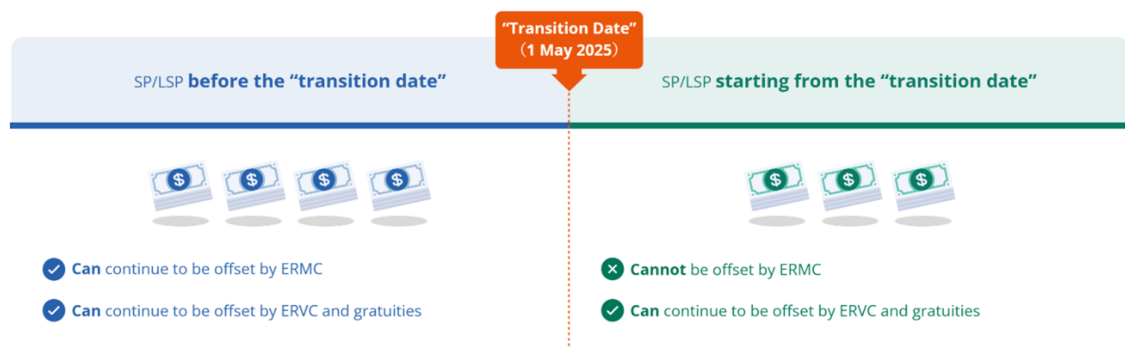 “Transition Date”
（1 May 2025）
SP/LSP before the “transition date”
SP/LSP starting from the “transition date”
$ $ $ $
$ $ $
Can continue to be offset by ERMC
Can continue to be offset by ERVC and gratuities
Cannot be offset by ERMC
Can continue to be offset by ERVC and gratuities